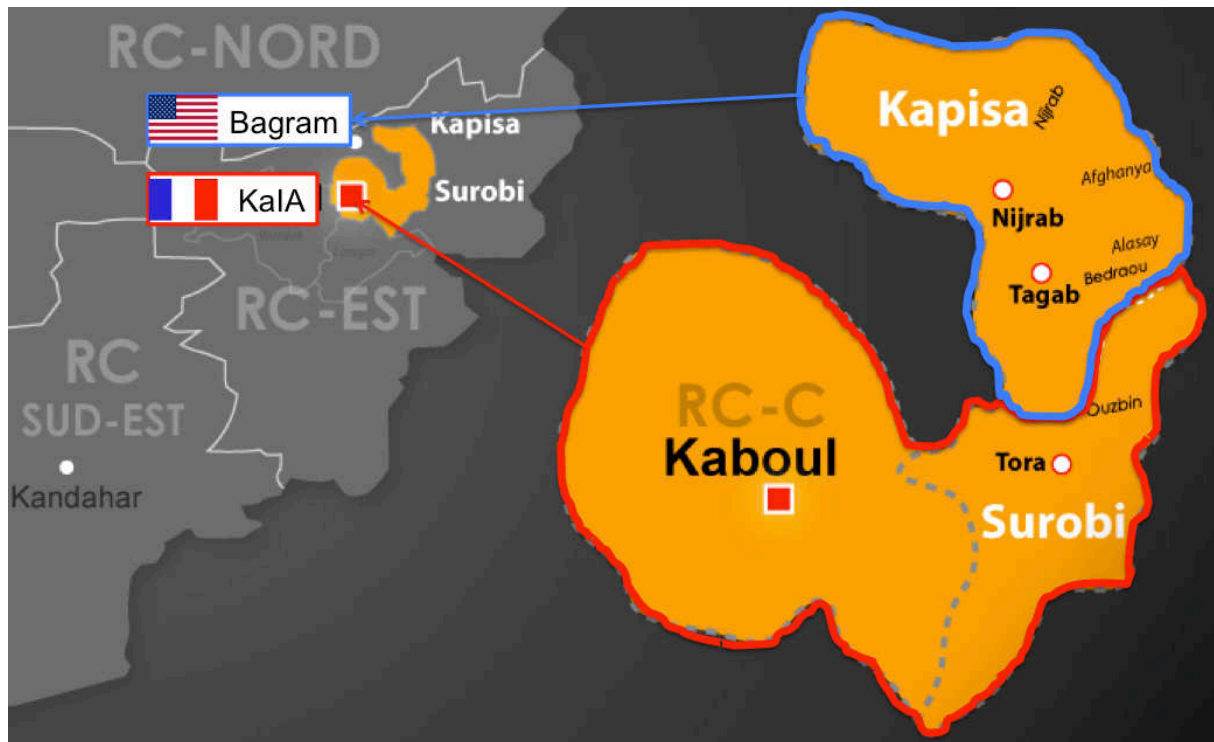 RC-NORD
Bagram
Kapisa
KaIA
Surobi
RC-EST
RC
SUD-EST
Kandahar
Kapisa
Nijrab
Afghanya
Nijrab
Alasay
Bedraou
Tagab
RC-C
Kaboul
Ouzbin
Tora
Surobi